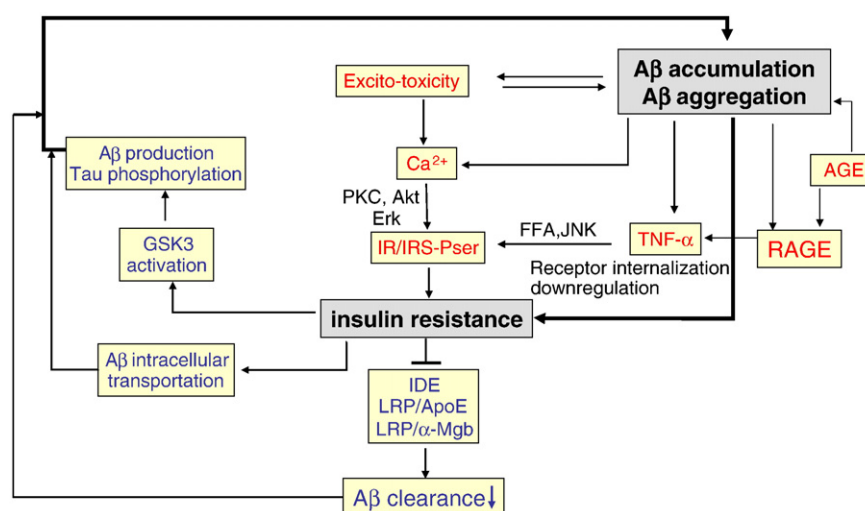 Aβ accumulation
Aβ aggregation
Excito-toxicity
Aβ production
Tau phosphorylation
Ca²⁺
AGE
PKC, Akt
Erk
FFA,JNK
TNF-α
RAGE
IR/IRS-Pser
GSK3
activation
Receptor internalization
downregulation
insulin resistance
Aβ intracellular
transportation
IDE
LRP/ApoE
LRP/α-Mgb
Aβ clearance↓